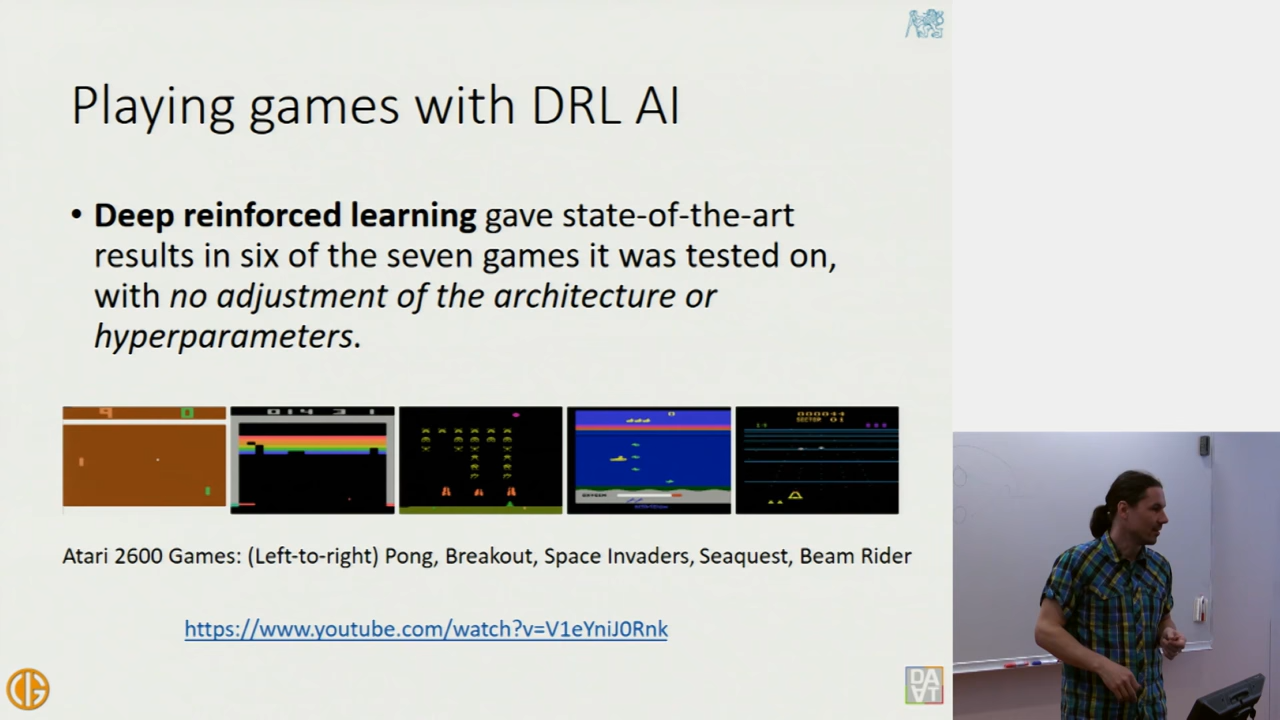 Playing games with DRL AI
• Deep reinforced learning gave state-of-the-art
results in six of the seven games it was tested on,
with no adjustment of the architecture or
hyperparameters.
9 0
Atari 2600 Games: (Left-to-right) Pong, Breakout, Space Invaders, Seaquest, Beam Rider
https://www.youtube.com/watch?v=V1eYniJ0Rnk